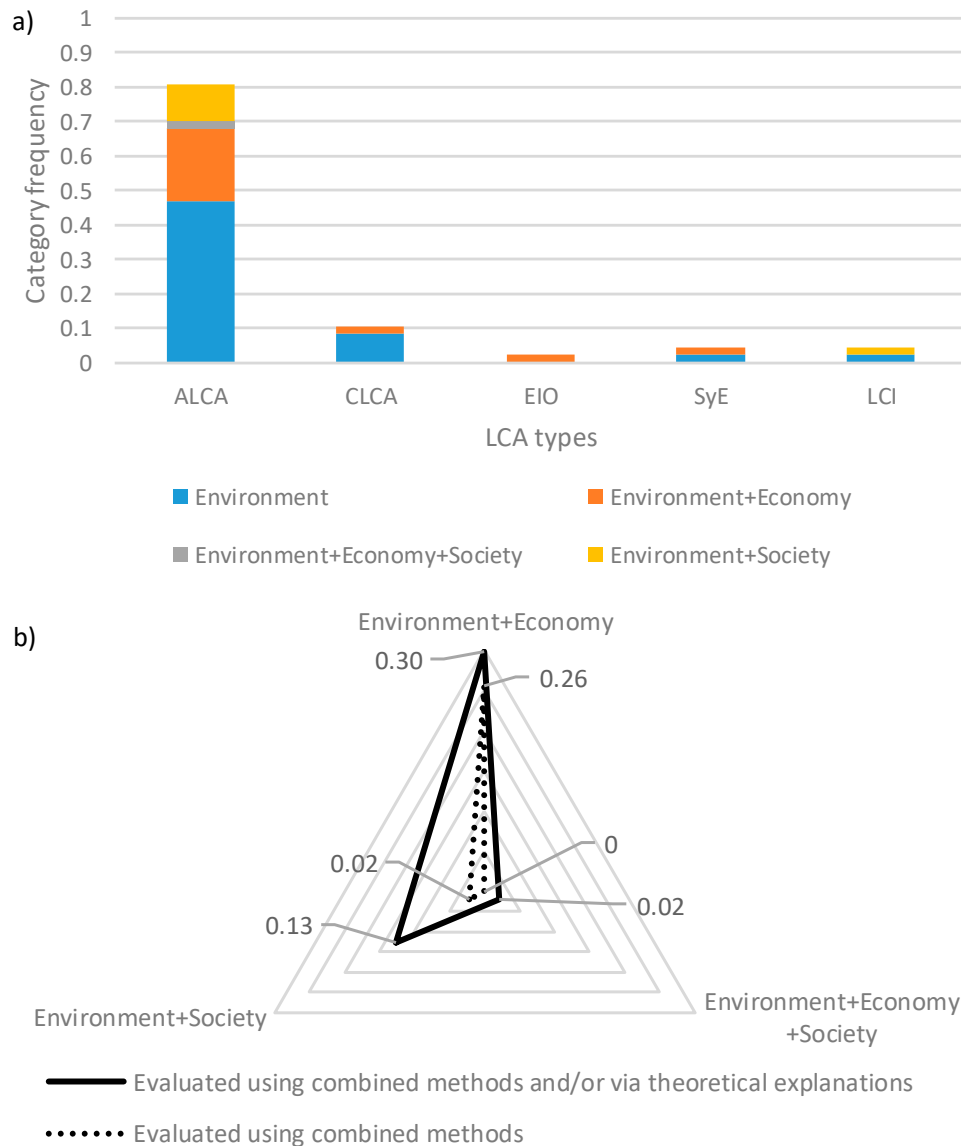 a)
Category frequency
1
0.9
0.8
0.7
0.6
0.5
0.4
0.3
0.2
0.1
0
ALCA CLCA EIO SyE LCI
LCA types
Environment Environment+Economy
Environment+Economy+Society Environment+Society
b)
Environment+Economy
0.30
0.26
0.02
0
0.13
0.02
Environment+Society
Environment+Economy
+Society
Evaluated using combined methods and/or via theoretical explanations
Evaluated using combined methods